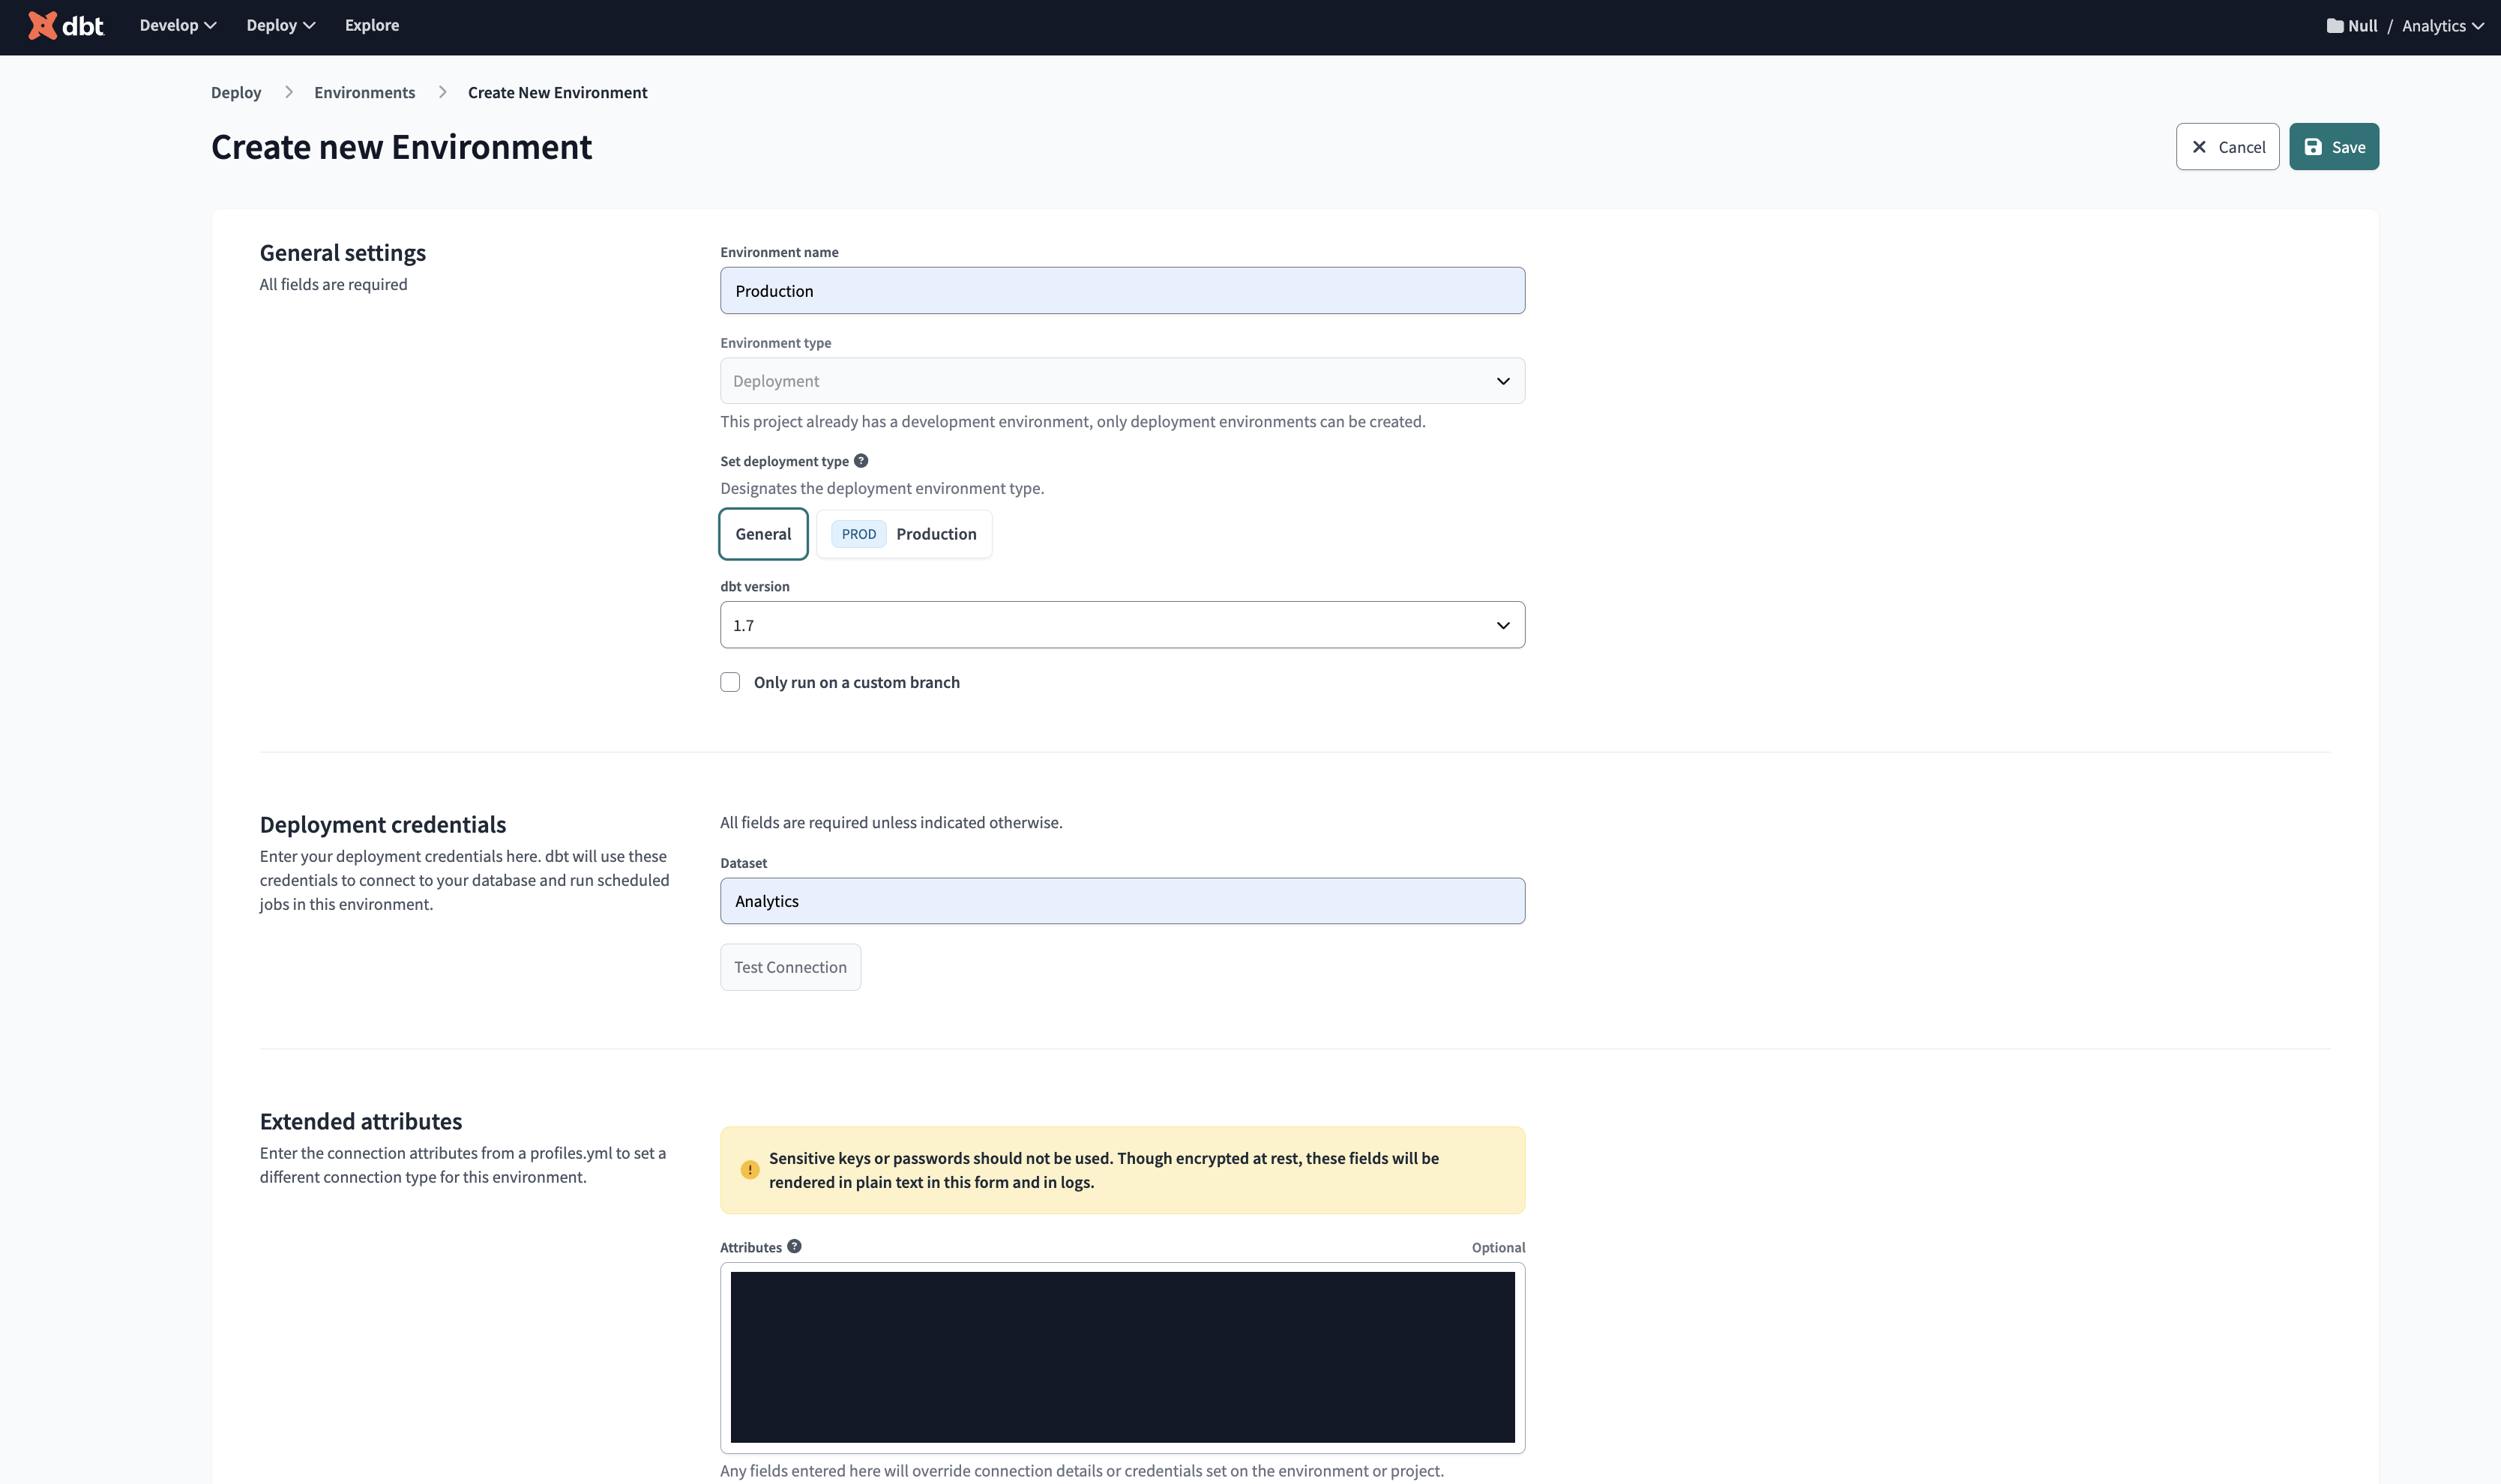 dbt
Develop
Deploy
Explore
Null / Analytics
Deploy
Environments
Create New Environment
Create new Environment
Cancel
Save
General settings
All fields are required
Environment name
Production
Environment type
Deployment
This project already has a development environment, only deployment environments can be created.
Set deployment type ?
Designates the deployment environment type.
General
PROD Production
dbt version
1.7
Only run on a custom branch
Deployment credentials
Enter your deployment credentials here. dbt will use these
credentials to connect to your database and run scheduled
jobs in this environment.
All fields are required unless indicated otherwise.
Dataset
Analytics
Test Connection
Extended attributes
Enter the connection attributes from a profiles.yml to set a
different connection type for this environment.
! Sensitive keys or passwords should not be used. Though encrypted at rest, these fields will be
rendered in plain text in this form and in logs.
Attributes ?
Optional
Any fields entered here will override connection details or credentials set on the environment or project.